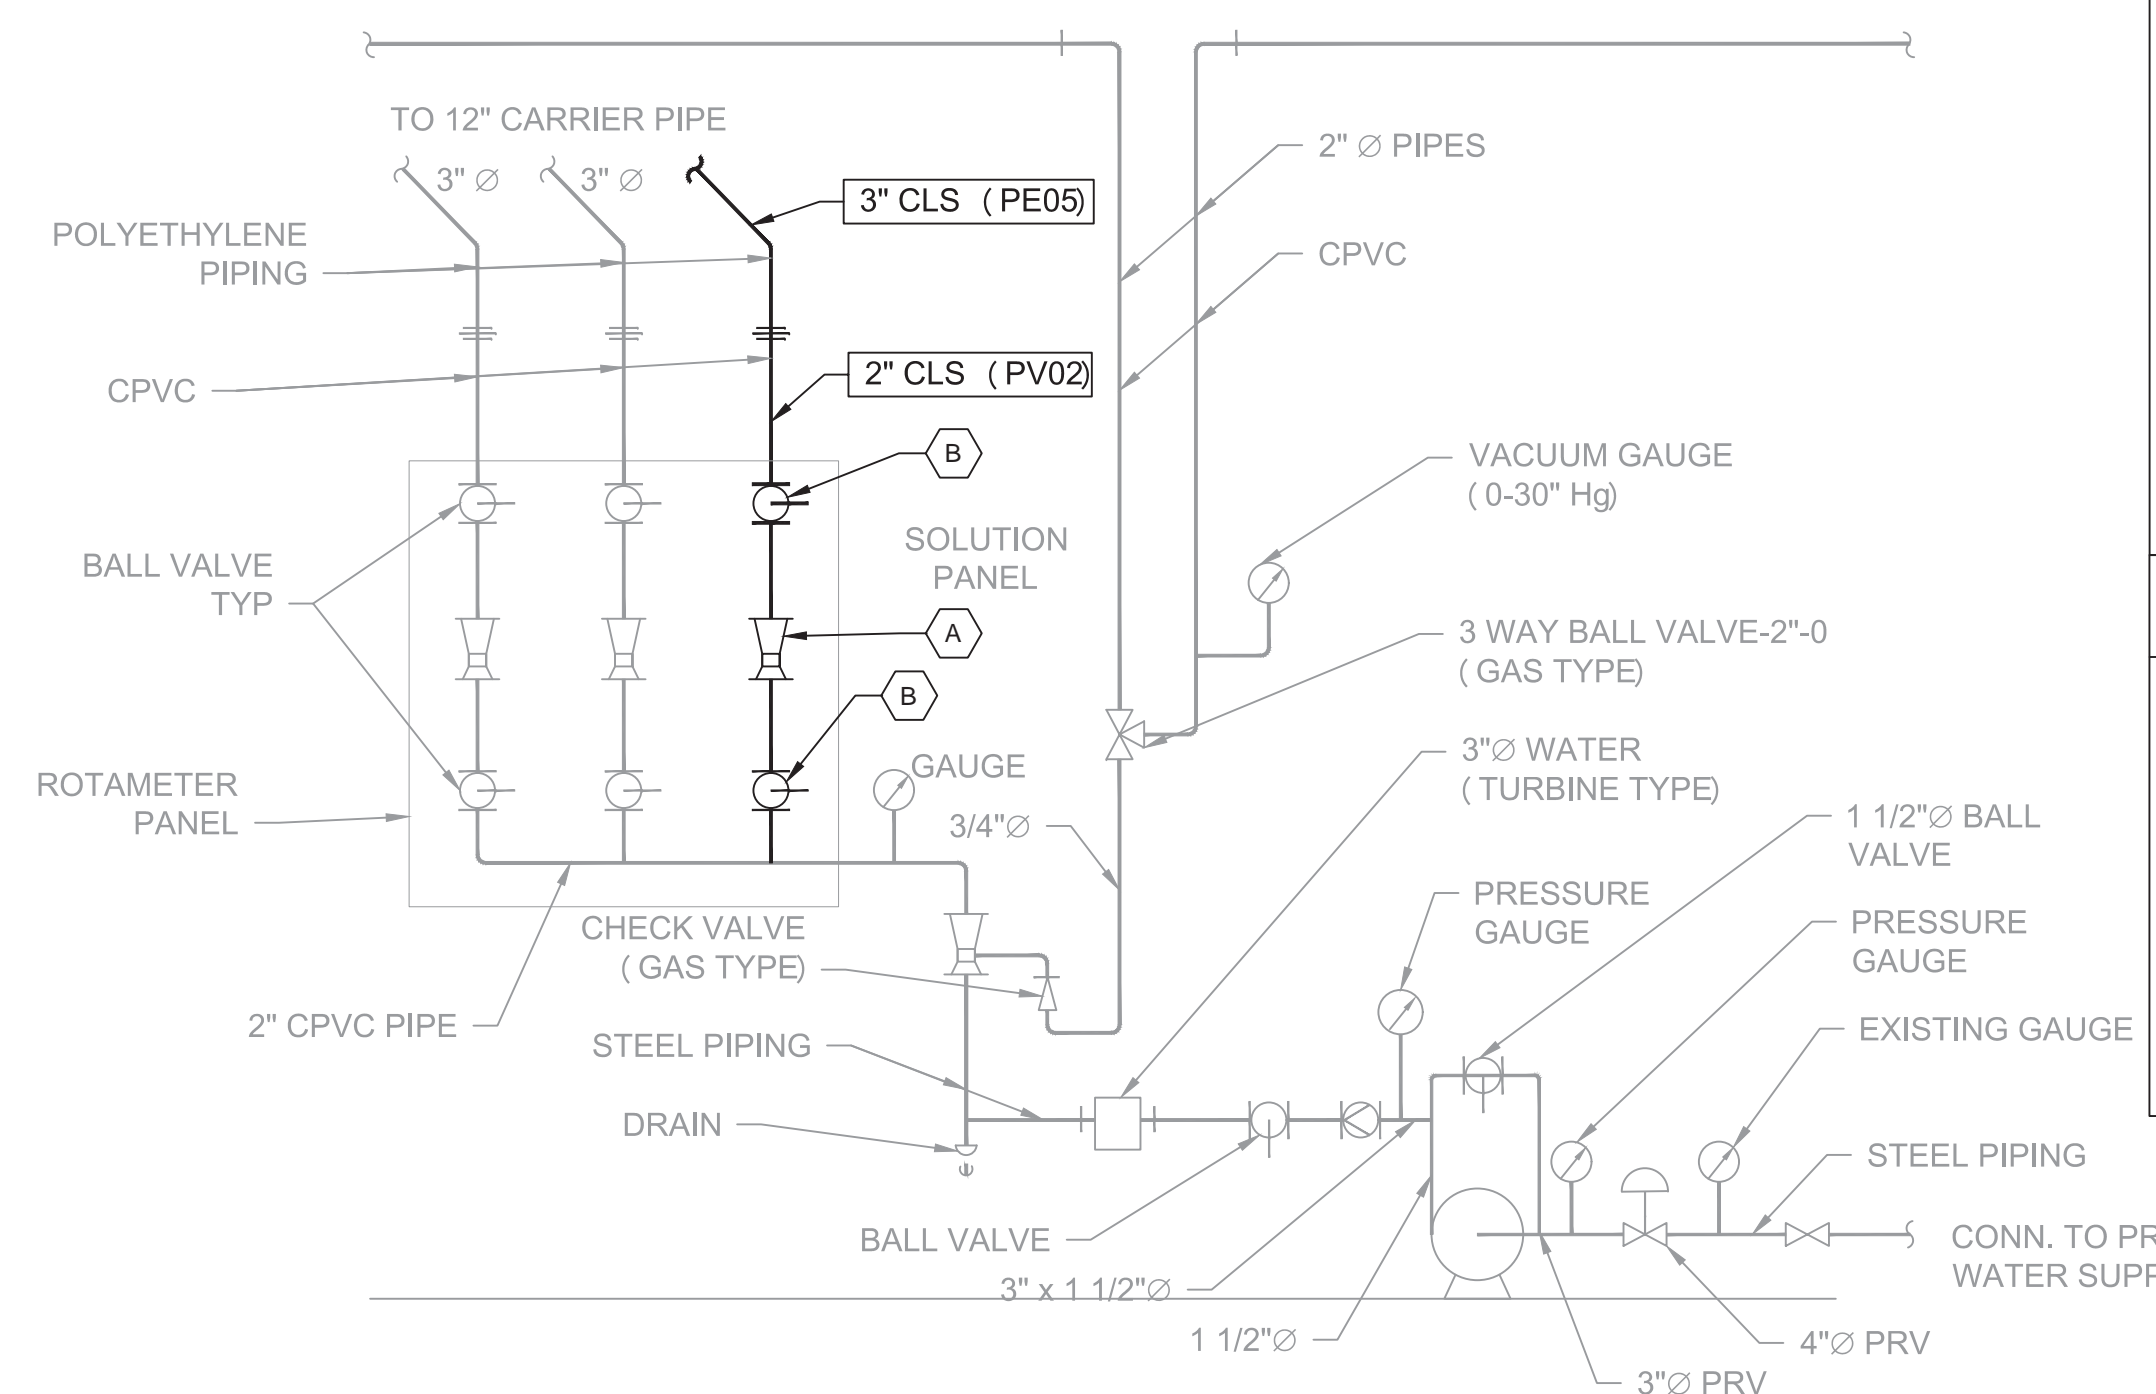 TO 12" CARRIER PIPE
3" ∅
3" ∅
2" ∅ PIPES
3" CLS ( PE05)
POLYETHYLENE
PIPING
CPVC
2" CLS ( PV02)
CPVC
B
VACUUM GAUGE
( 0-30" Hg)
SOLUTION
PANEL
BALL VALVE
TYP
A
3 WAY BALL VALVE-2"-0
( GAS TYPE)
B
GAUGE
3"∅ WATER
( TURBINE TYPE)
ROTAMETER
PANEL
3/4"∅
1 1/2"∅ BALL
VALVE
PRESSURE
GAUGE
CHECK VALVE
( GAS TYPE)
PRESSURE
GAUGE
2" CPVC PIPE
STEEL PIPING
EXISTING GAUGE
DRAIN
STEEL PIPING
BALL VALVE
CONN. TO
WATER
3" x 1 1/2"∅
1 1/2"∅
4"∅ PRV
3"∅ PRV